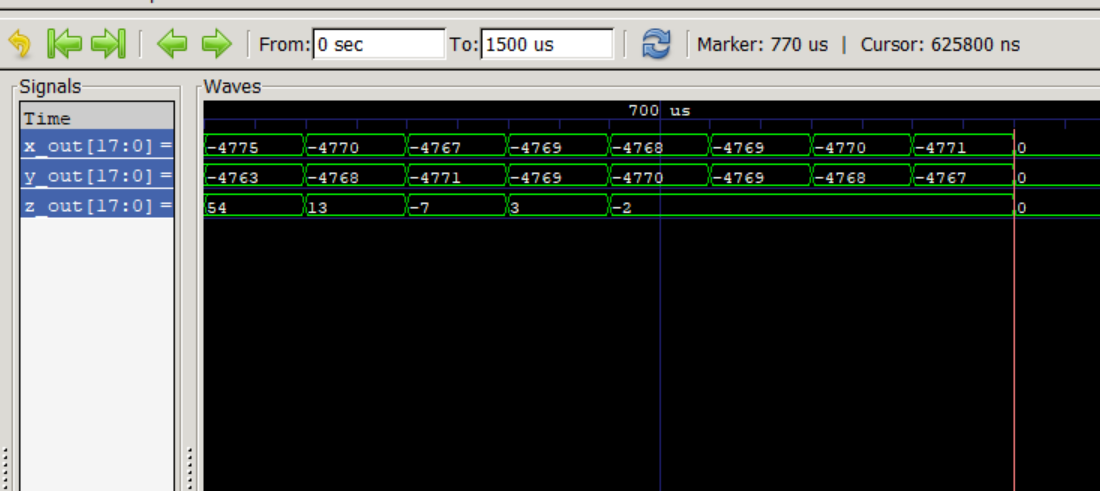 From: 0 sec To: 1500 us Marker: 770 us | Cursor: 625800 ns
Signals Waves
Time 700 us
x_out[17:0] = -4775 -4770 -4767 -4769 -4768 -4769 -4770 -4771 0
y_out[17:0] = -4763 -4768 -4771 -4769 -4770 -4769 -4768 -4767 0
z_out[17:0] = 54 13 -7 3 -2 0